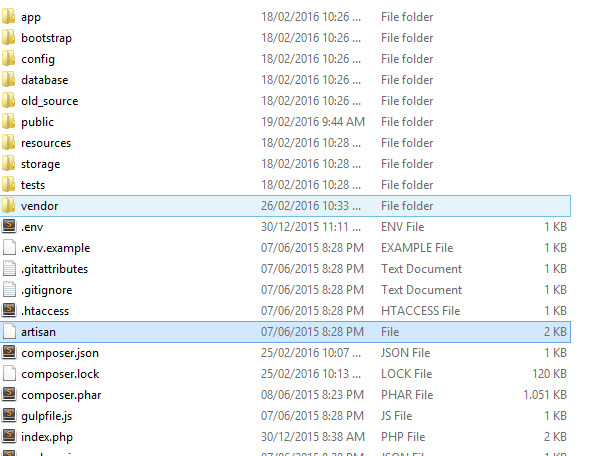 app 18/02/2016 10:26 ... File folder
bootstrap 18/02/2016 10:26 ... File folder
config 18/02/2016 10:26 ... File folder
database 18/02/2016 10:26 ... File folder
old_source 18/02/2016 10:26 ... File folder
public 19/02/2016 9:44 AM File folder
resources 18/02/2016 10:28 ... File folder
storage 18/02/2016 10:28 ... File folder
tests 18/02/2016 10:28 ... File folder
vendor 26/02/2016 10:33 ... File folder
.env 30/12/2015 11:11 ... ENV File 1 KB
.env.example 07/06/2015 8:28 PM EXAMPLE File 1 KB
.gitattributes 07/06/2015 8:28 PM Text Document 1 KB
.gitignore 07/06/2015 8:28 PM Text Document 1 KB
.htaccess 07/06/2015 8:28 PM HTACCESS File 1 KB
artisan 07/06/2015 8:28 PM File 2 KB
composer.json 25/02/2016 10:07 ... JSON File 1 KB
composer.lock 25/02/2016 10:13 ... LOCK File 120 KB
composer.phar 08/06/2015 8:23 PM PHAR File 1.051 KB
gulpfile.js 07/06/2015 8:28 PM JS File 1 KB
index.php 30/12/2015 8:38 AM PHP File 2 KB